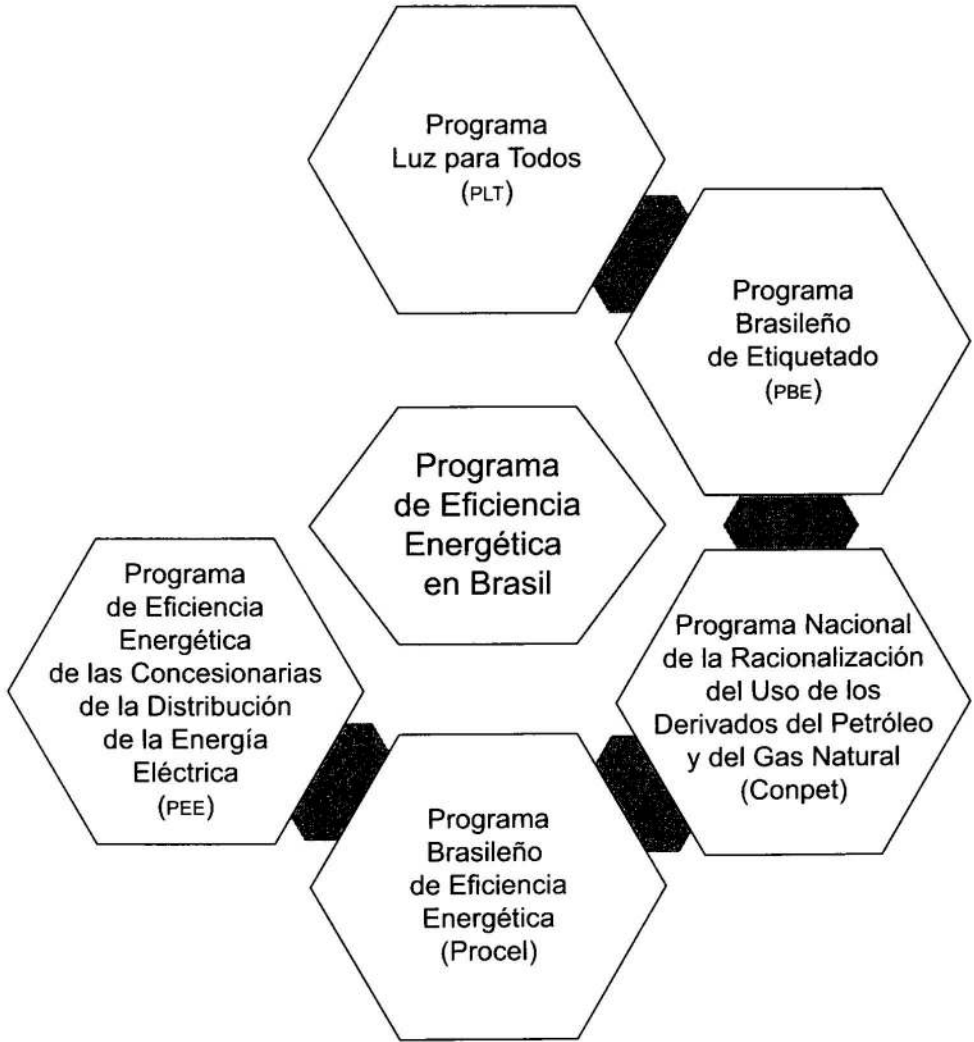 Programa
Luz para Todos
(PLT)
Programa
Brasileño
de Etiquetado
(PBE)
Programa
de Eficiencia
Energética
en Brasil
Programa Nacional
de la Racionalización
del Uso de los
Derivados del Petróleo
y del Gas Natural
(Conpet)
Programa
Brasileño
de Eficiencia
Energética
(Procel)
Programa
de Eficiencia
Energética
de las Concesionarias
de la Distribución
de la Energía
Eléctrica
(PEE)